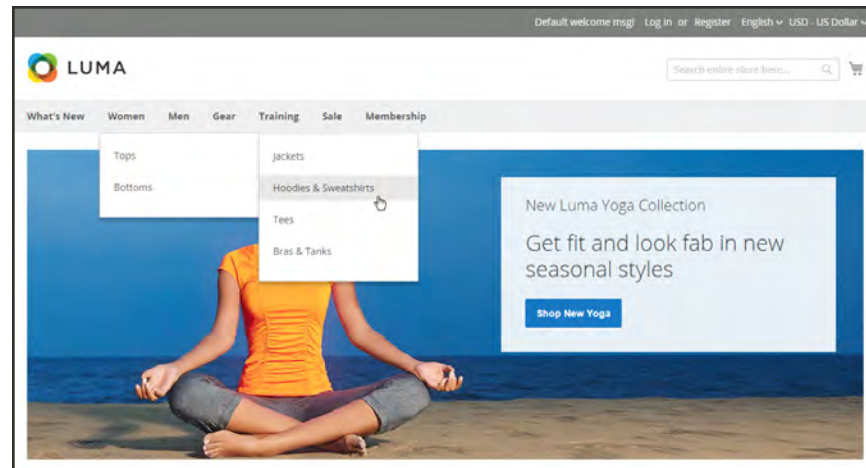 Default welcome msg! Log In or Register English USD - US Dollar
LUMA
Search entire store here...
What's New Women Men Gear Training Sale Membership
Tops
Bottoms
Jackets
Hoodies & Sweatshirts
Tees
Bras & Tanks
New Luma Yoga Collection
Get fit and look fab in new
seasonal styles
Shop New Yoga